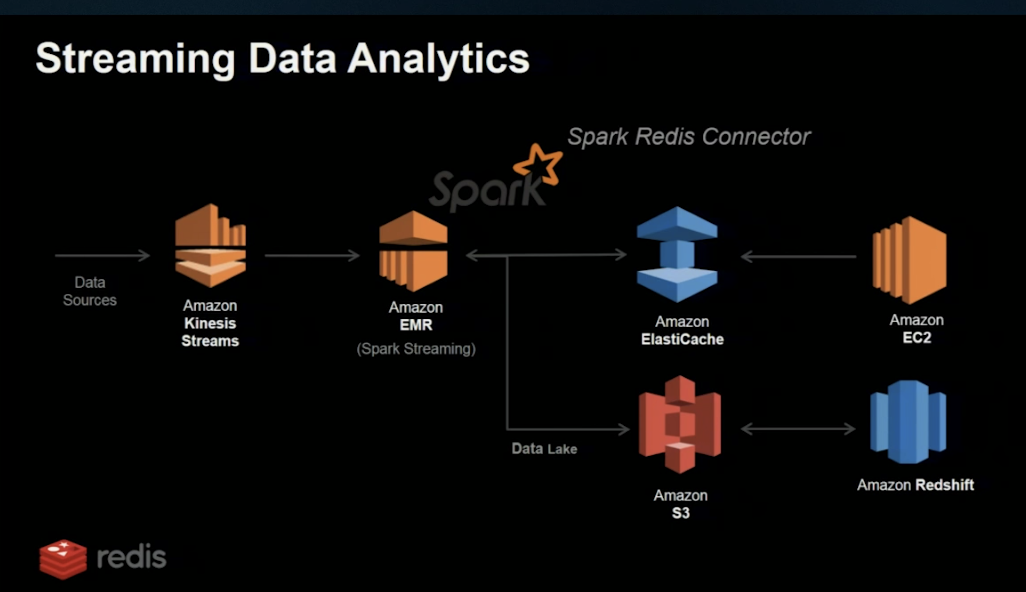 Streaming Data Analytics
Spark Redis Connector
Spark
Data
Sources
Amazon
Kinesis
Streams
Amazon
EMR
(Spark Streaming)
Amazon
ElastiCache
Amazon
EC2
Data Lake
Amazon
S3
Amazon Redshift
redis